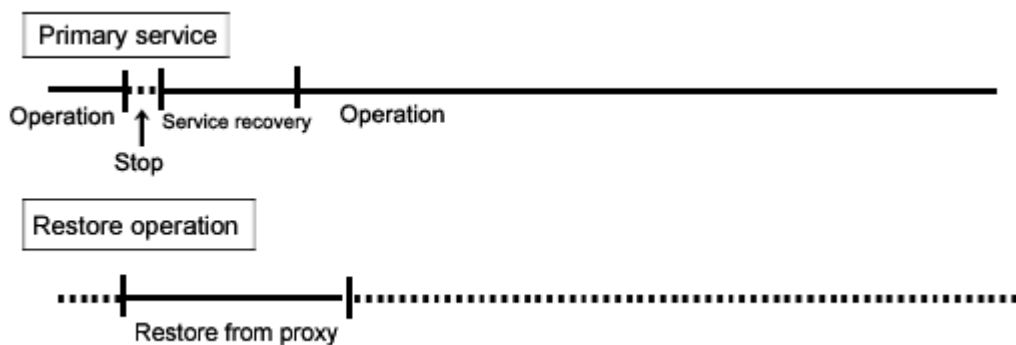 Primary service
Operation
Service recovery
Operation
Stop
Restore operation
Restore from proxy